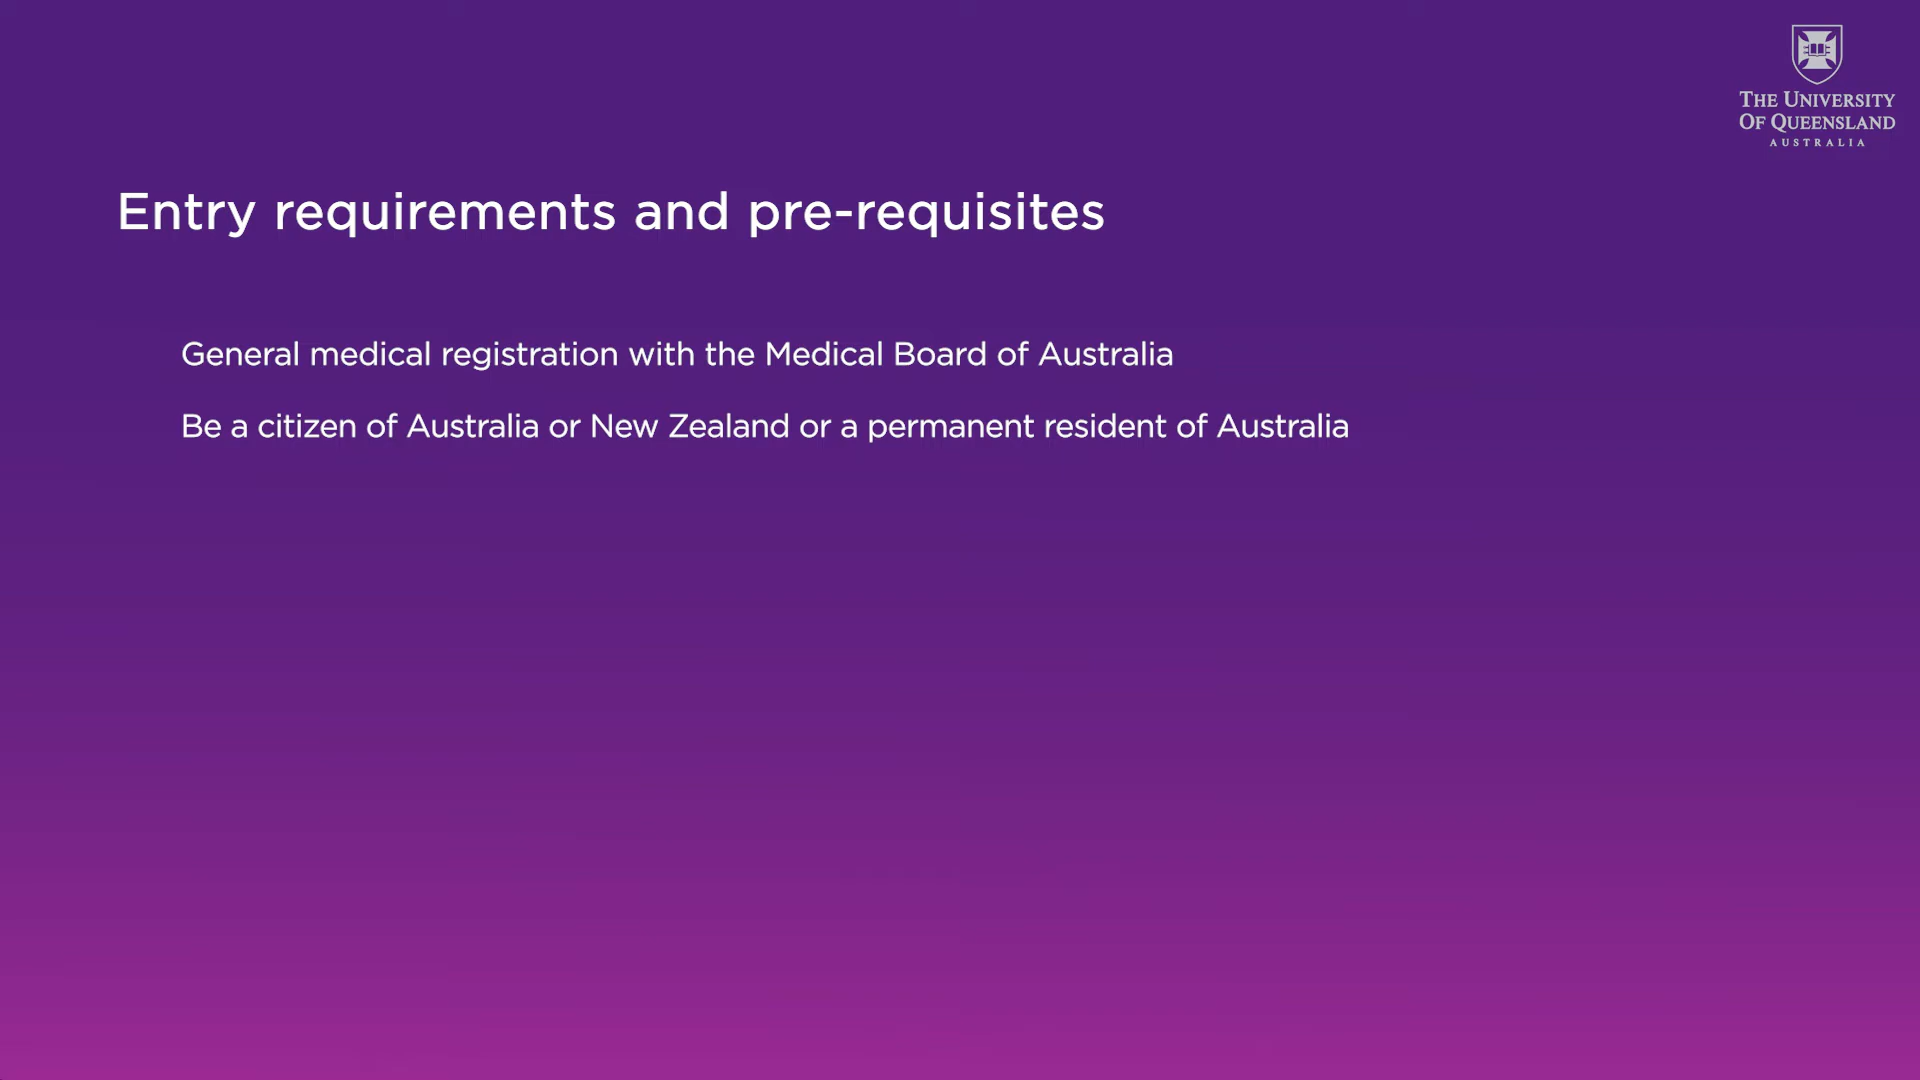 THE UNIVERSITY
OF QUEENSLAND
AUSTRALIA
Entry requirements and pre-requisites
General medical registration with the Medical Board of Australia
Be a citizen of Australia or New Zealand or a permanent resident of Australia